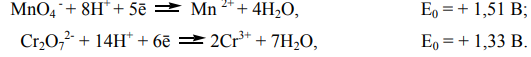 MnO₄⁻ + 8H⁺ + 5ē ⇌ Mn²⁺ + 4H₂O, E₀ = + 1,51 В;
Cr₂O₇²⁻ + 14H⁺ + 6ē ⇌ 2Cr³⁺ + 7H₂O, E₀ = + 1,33 В.